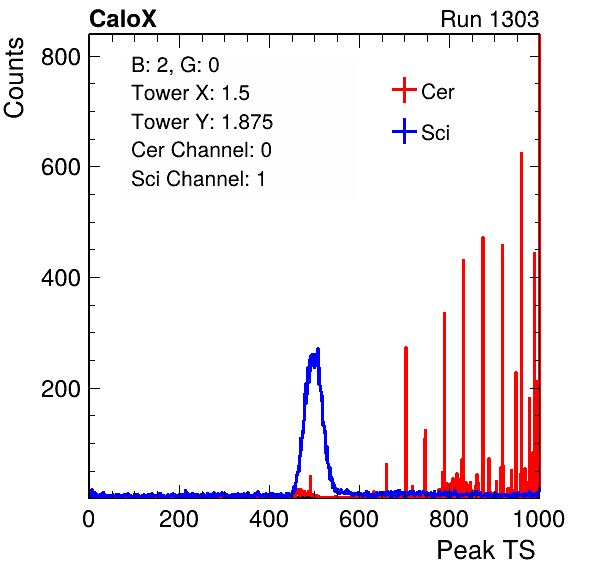 CaloX Run 1303
Counts
800
600
400
200
B: 2, G: 0
Tower X: 1.5
Tower Y: 1.875
Cer Channel: 0
Sci Channel: 1
Cer
Sci
0 200 400 600 800 1000
Peak TS